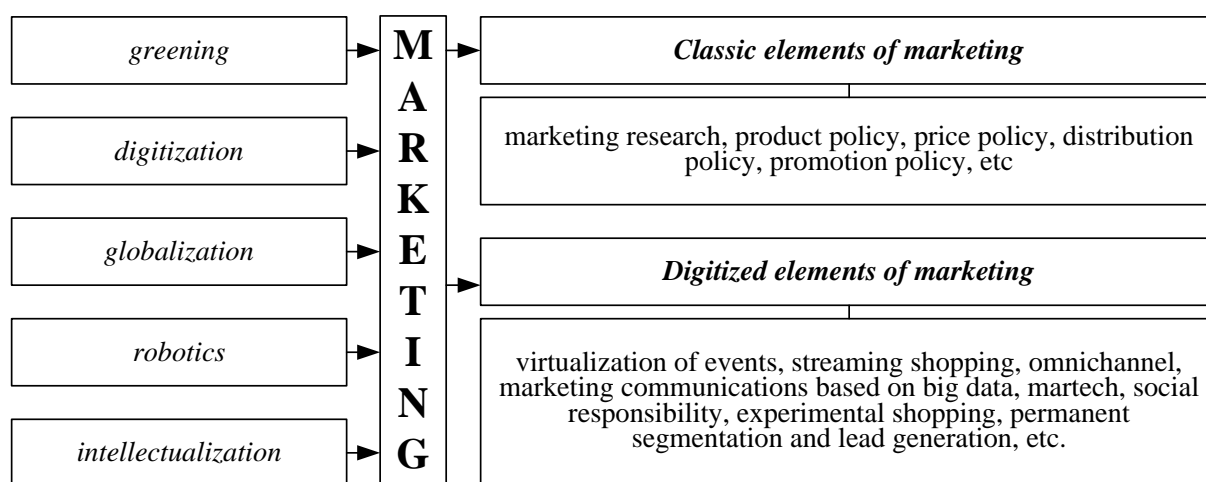 greening
digitization
globalization
robotics
intellectualization
MARKETING
Classic elements of marketing
marketing research, product policy, price policy, distribution
policy, promotion policy, etc
Digitized elements of marketing
virtualization of events, streaming shopping, omnichannel,
marketing communications based on big data, martech, social
responsibility, experimental shopping, permanent
segmentation and lead generation, etc.